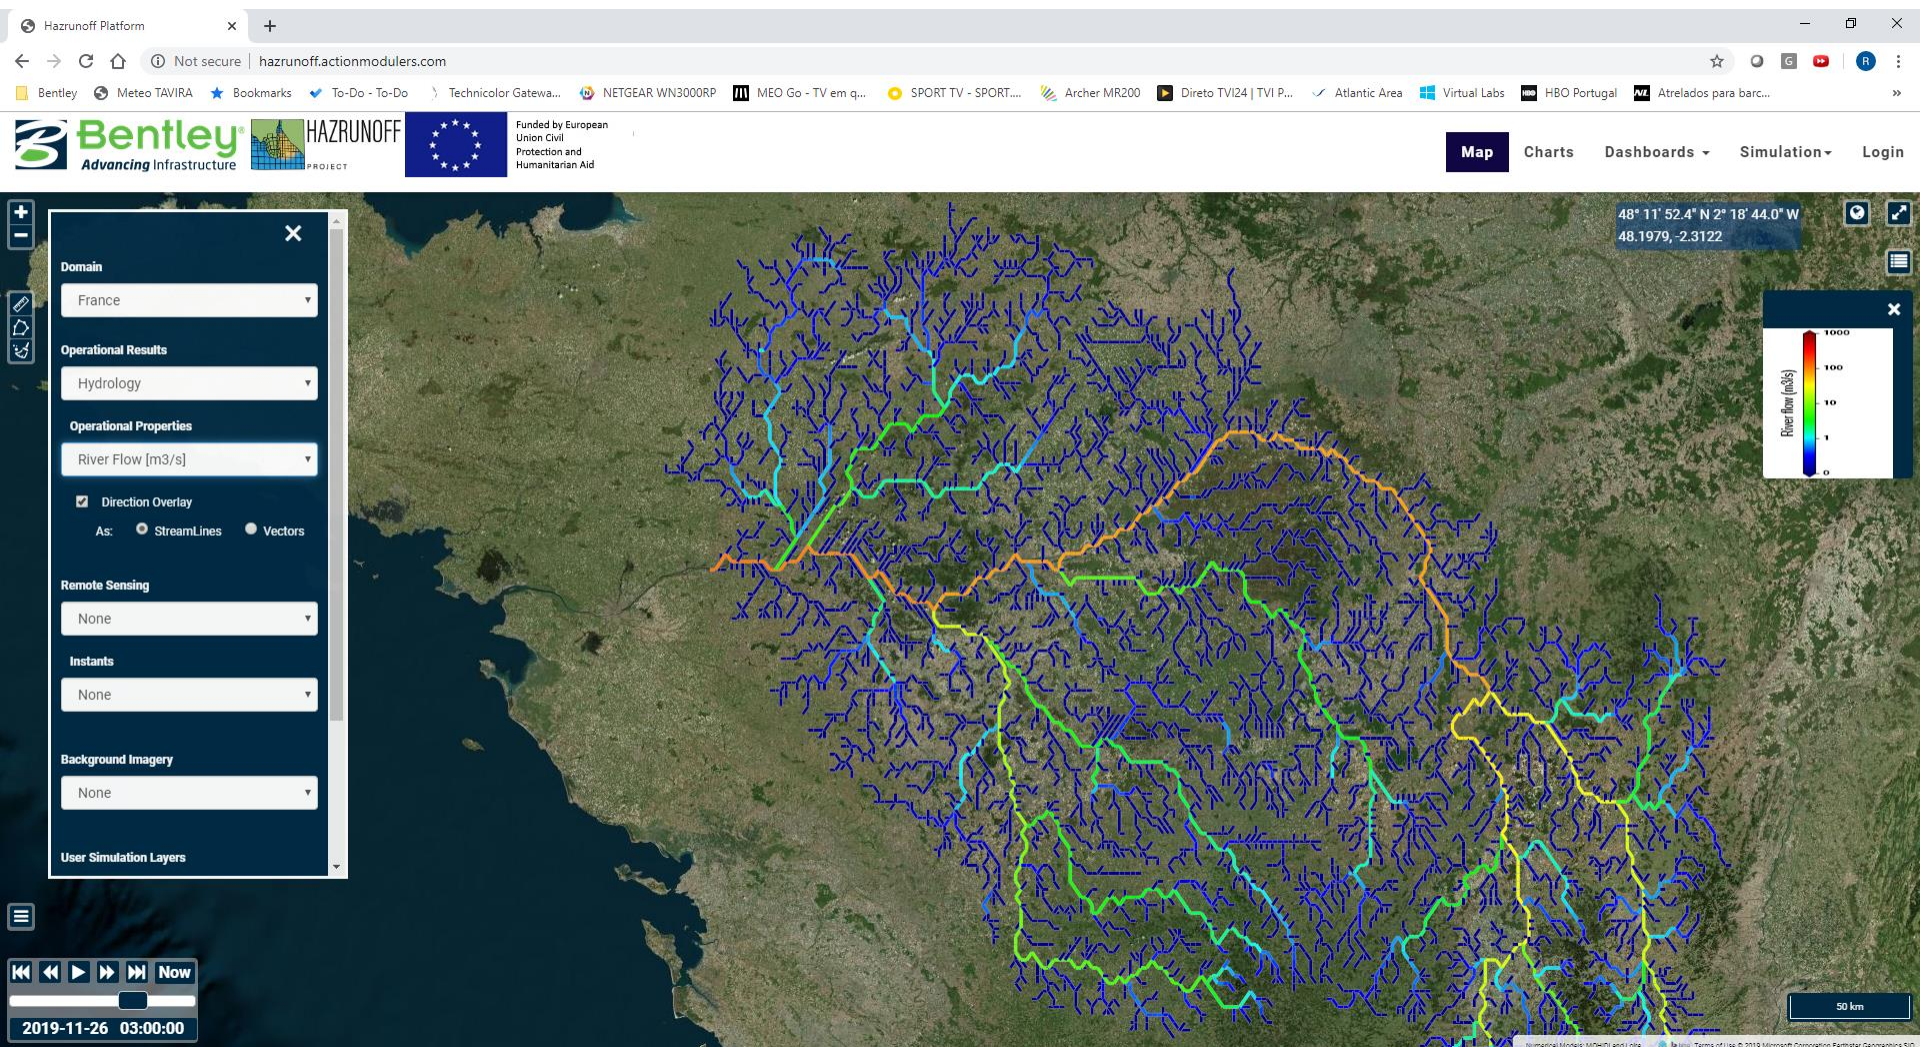 Hazrunoff Platform
Not secure
hazrunoff.actionmodulers.com
G
R
Bentley
Meteo TAVIRA
Bookmarks
To-Do - To-Do
Technicolor Gatewa...
NETGEAR WN3000RP
MEO Go - TV em q...
SPORT TV - SPORT....
Archer MR200
Direto TVI24 | TVI P...
Atlantic Area
Virtual Labs
HBO Portugal
Atrelados para barc...
Bentley®
Advancing Infrastructure
HAZRUNOFF
PROJECT
Funded by European
Union Civil
Protection and
Humanitarian Aid
Map
Charts
Dashboards
Simulation
Login
48° 11' 52.4" N 2° 18' 44.0" W
48.1979, -2.3122
Domain
France
Operational Results
Hydrology
Operational Properties
River Flow [m3/s]
Direction Overlay
As: StreamLines Vectors
Remote Sensing
None
Instants
None
Background Imagery
None
User Simulation Layers
River flow (m3/s)
1000
100
10
1
0
Now
2019-11-26 03:00:00
50 km